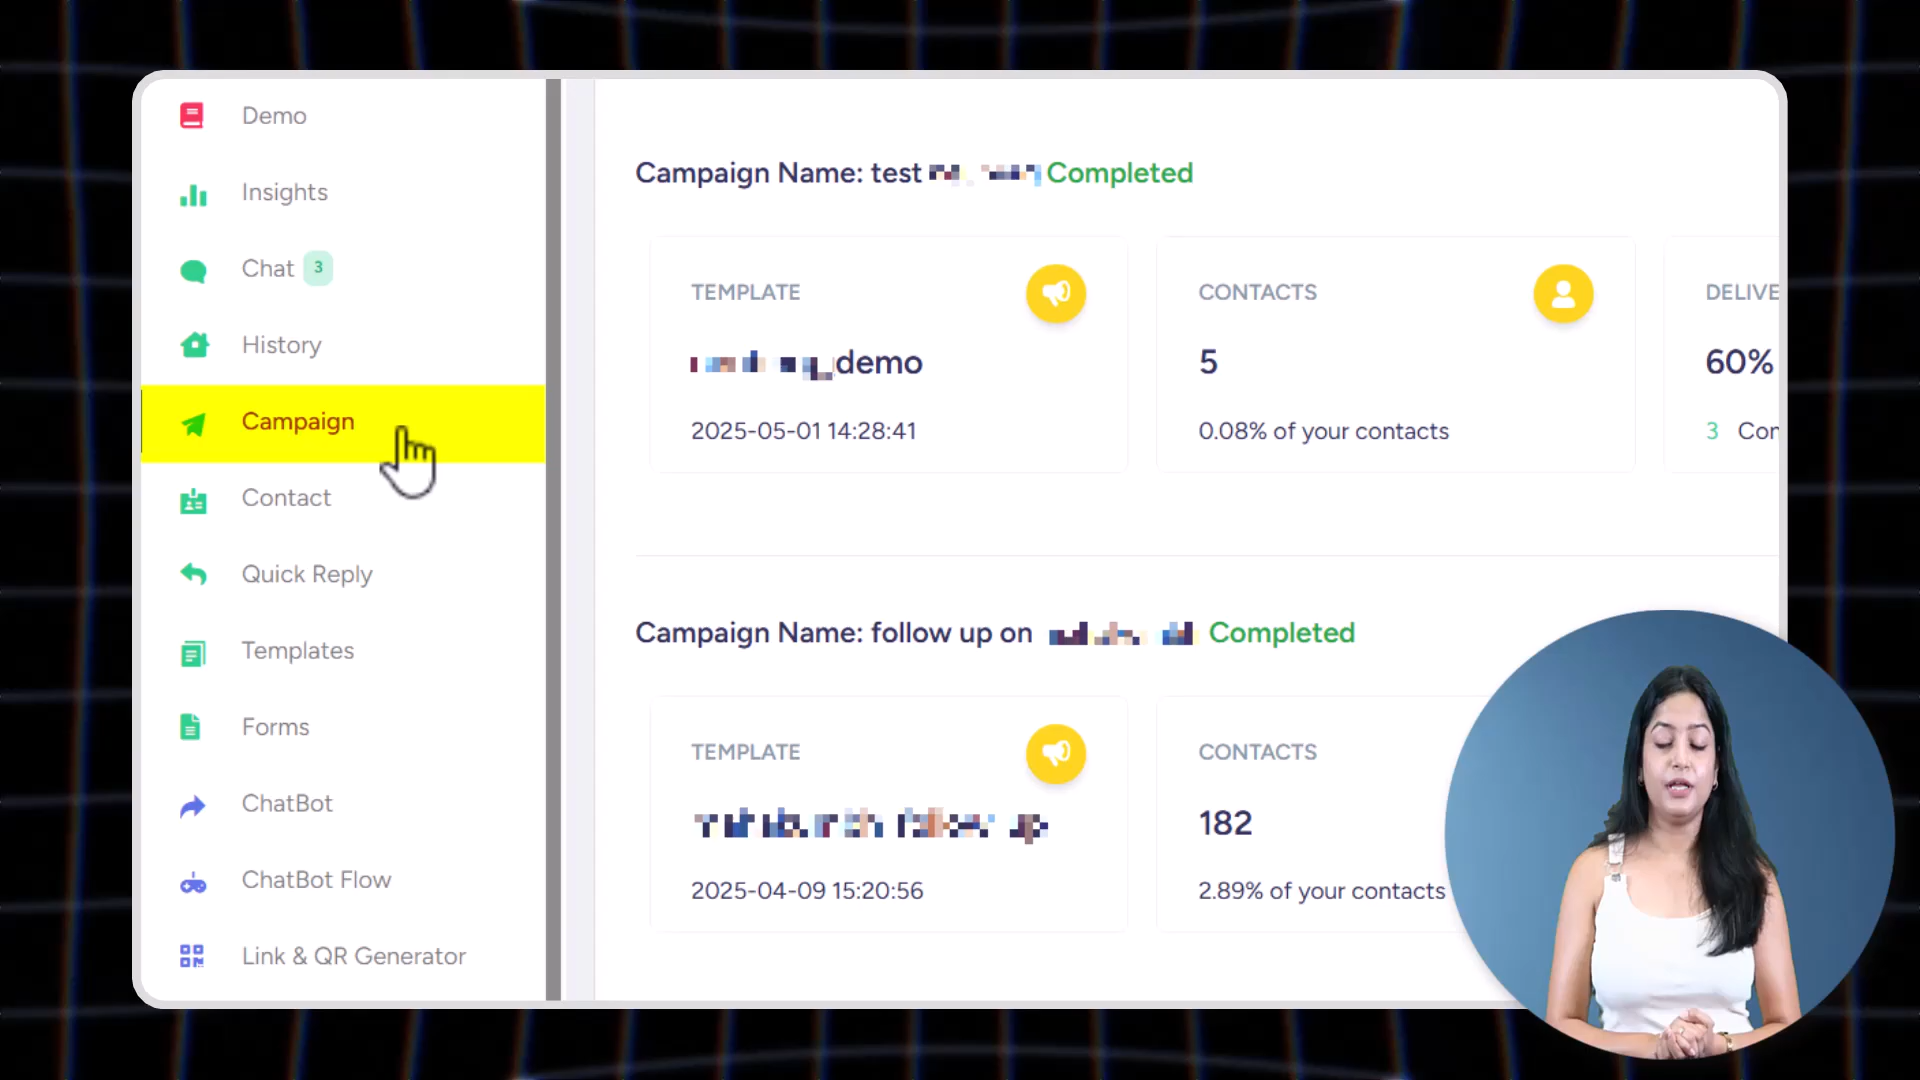 Demo
Insights
Chat 3
History
Campaign
Contact
Quick Reply
Templates
Forms
ChatBot
ChatBot Flow
Link & QR Generator
Campaign Name: test Completed
TEMPLATE
demo
2025-05-01 14:28:41
CONTACTS
5
0.08% of your contacts
DELIVE
60%
3 Con
Campaign Name: follow up on Completed
TEMPLATE
2025-04-09 15:20:56
CONTACTS
182
2.89% of your contacts